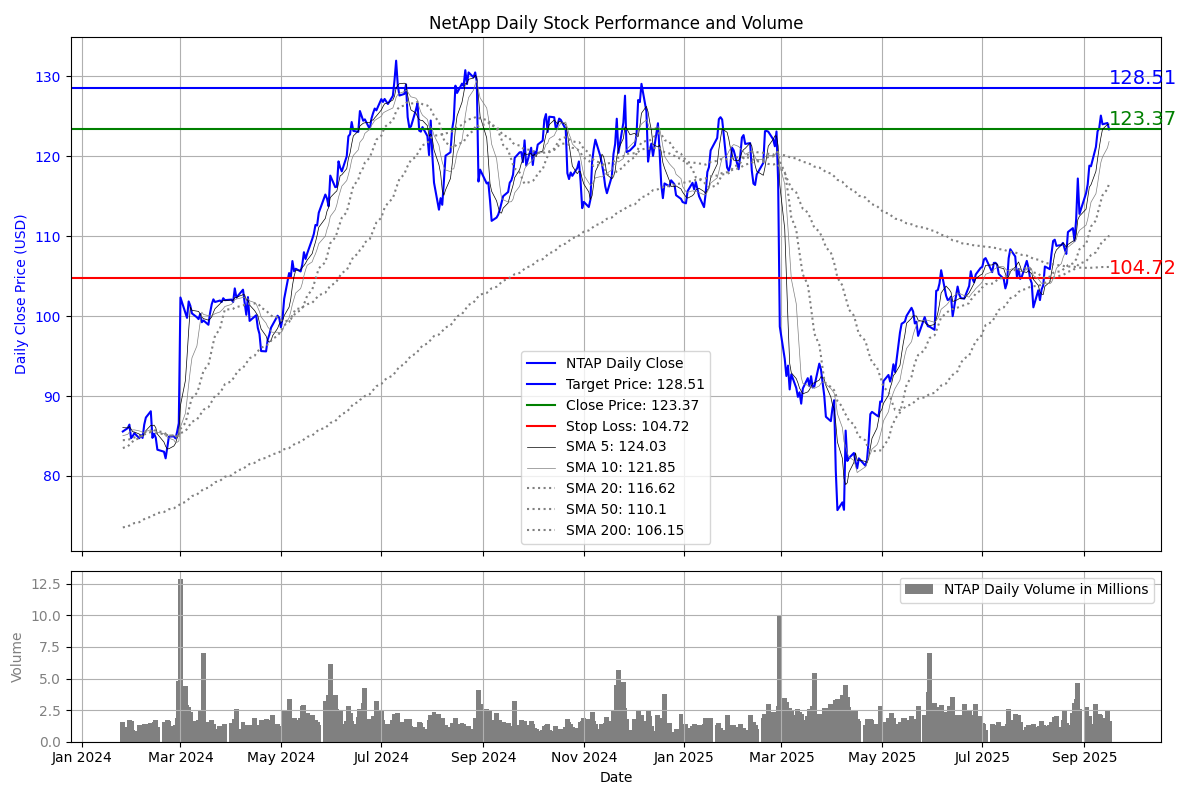 NetApp Daily Stock Performance and Volume
Daily Close Price (USD)
130
120
110
100
90
80
128.51
123.37
104.72
NTAP Daily Close
Target Price: 128.51
Close Price: 123.37
Stop Loss: 104.72
SMA 5: 124.03
SMA 10: 121.85
SMA 20: 116.62
SMA 50: 110.1
SMA 200: 106.15
Volume
12.5
10.0
7.5
5.0
2.5
0.0
NTAP Daily Volume in Millions
Jan 2024
Mar 2024
May 2024
Jul 2024
Sep 2024
Nov 2024
Jan 2025
Mar 2025
May 2025
Jul 2025
Sep 2025
Date